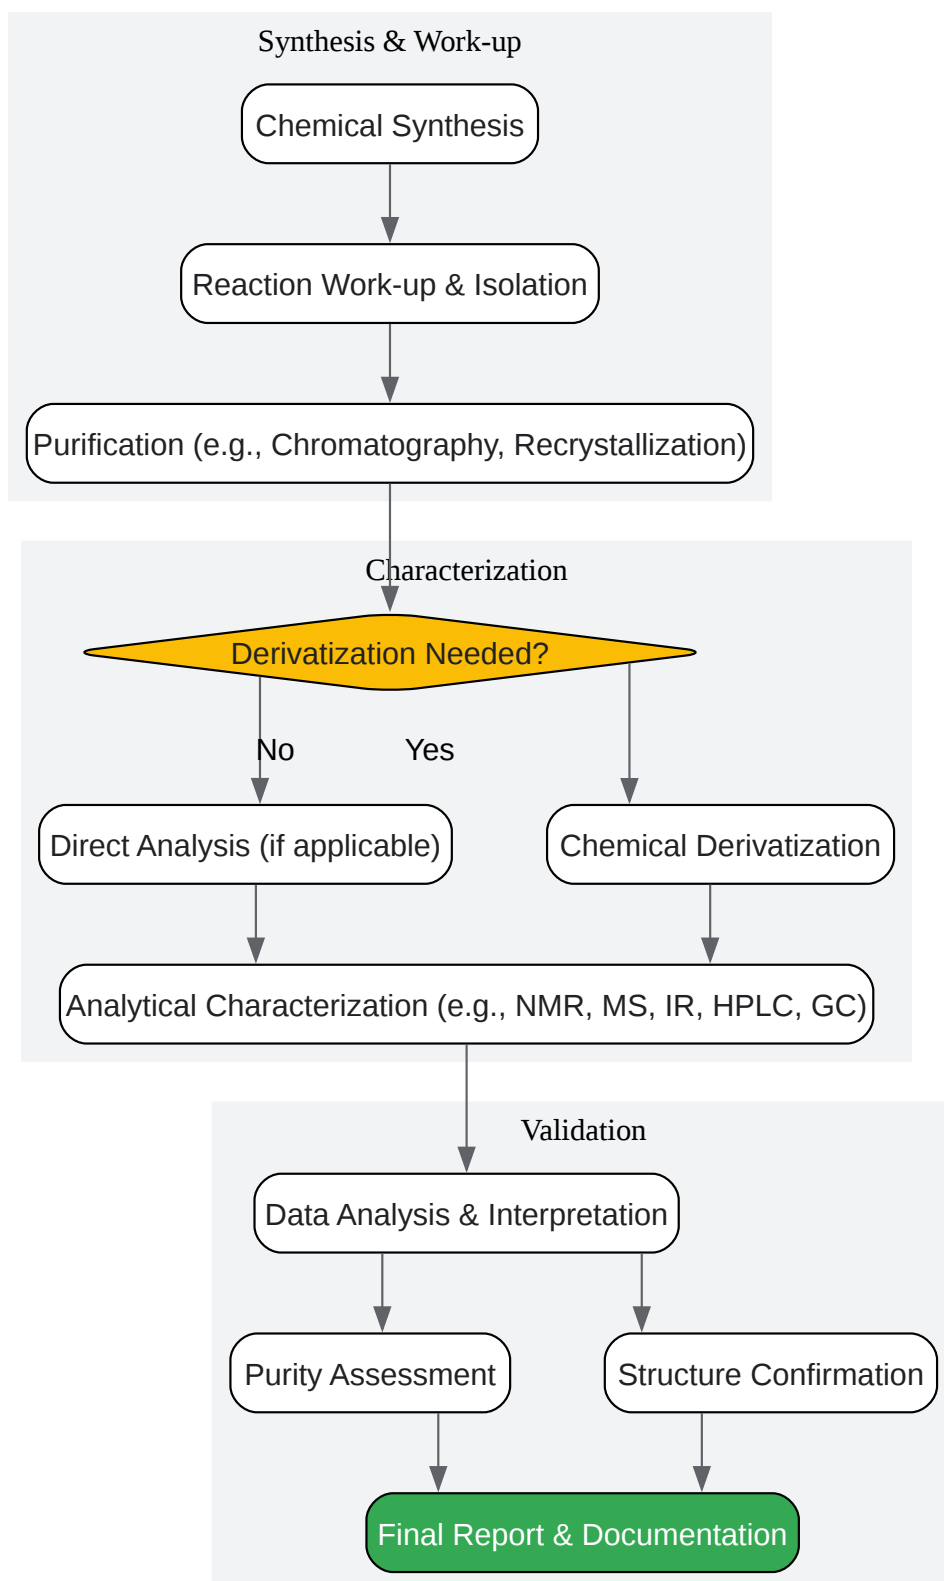 Synthesis & Work-up
Chemical Synthesis
Reaction Work-up & Isolation
Purification (e.g., Chromatography, Recrystallization)
Characterization
Derivatization Needed?
No
Yes
Direct Analysis (if applicable)
Chemical Derivatization
Analytical Characterization (e.g., NMR, MS, IR, HPLC, GC)
Validation
Data Analysis & Interpretation
Purity Assessment
Structure Confirmation
Final Report & Documentation